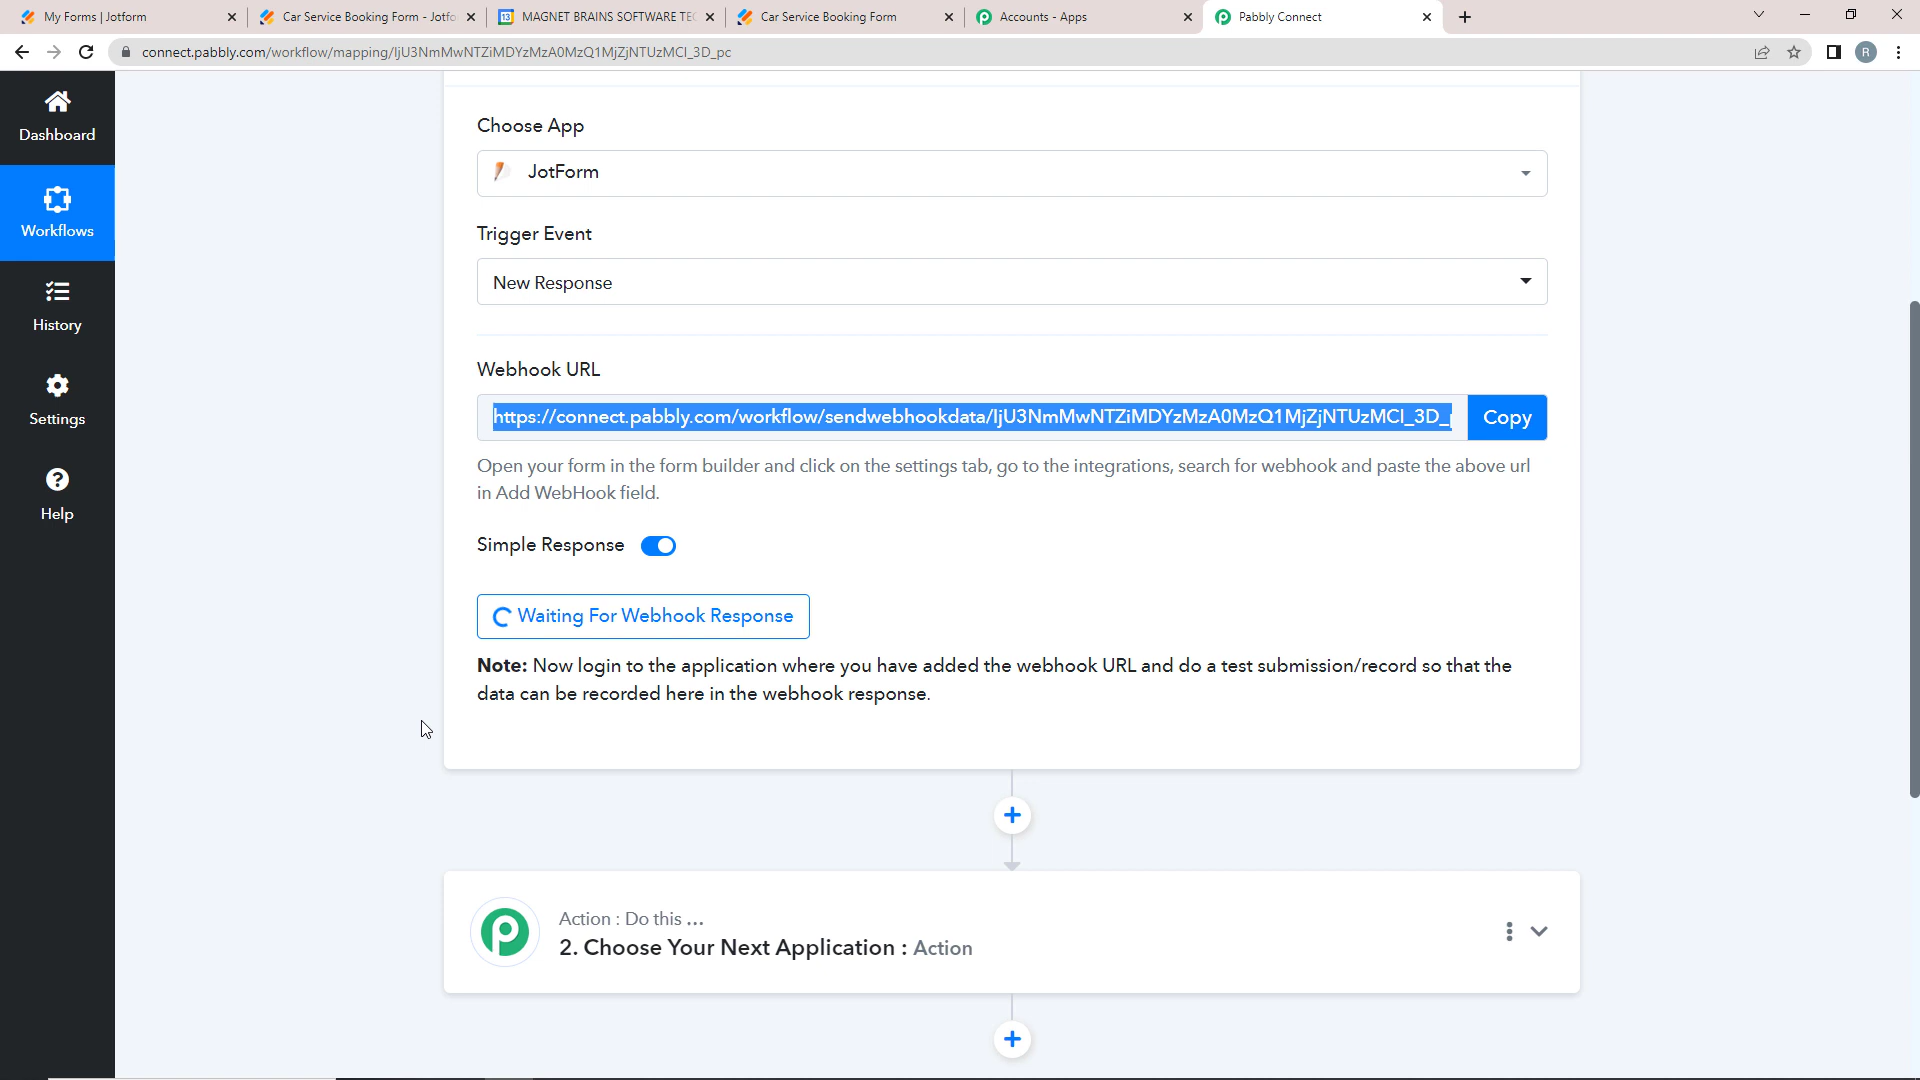 My Forms | Jotform
Car Service Booking Form - Jotfo
MAGNET BRAINS SOFTWARE TEC
Car Service Booking Form
Accounts - Apps
Pabbly Connect
connect.pabbly.com/workflow/mapping/IjU3NmMwNTZiMDYzMzA0MzQ1MjZjNTUzMCI_3D_pc
R
Dashboard
Workflows
History
Settings
Help
Choose App
JotForm
Trigger Event
New Response
Webhook URL
https://connect.pabbly.com/workflow/sendwebhookdata/IjU3NmMwNTZiMDYzMzA0MzQ1MjZjNTUzMCI_3D_p
Copy
Open your form in the form builder and click on the settings tab, go to the integrations, search for webhook and paste the above url
in Add WebHook field.
Simple Response
Waiting For Webhook Response
Note: Now login to the application where you have added the webhook URL and do a test submission/record so that the
data can be recorded here in the webhook response.
Action : Do this ...
2. Choose Your Next Application : Action